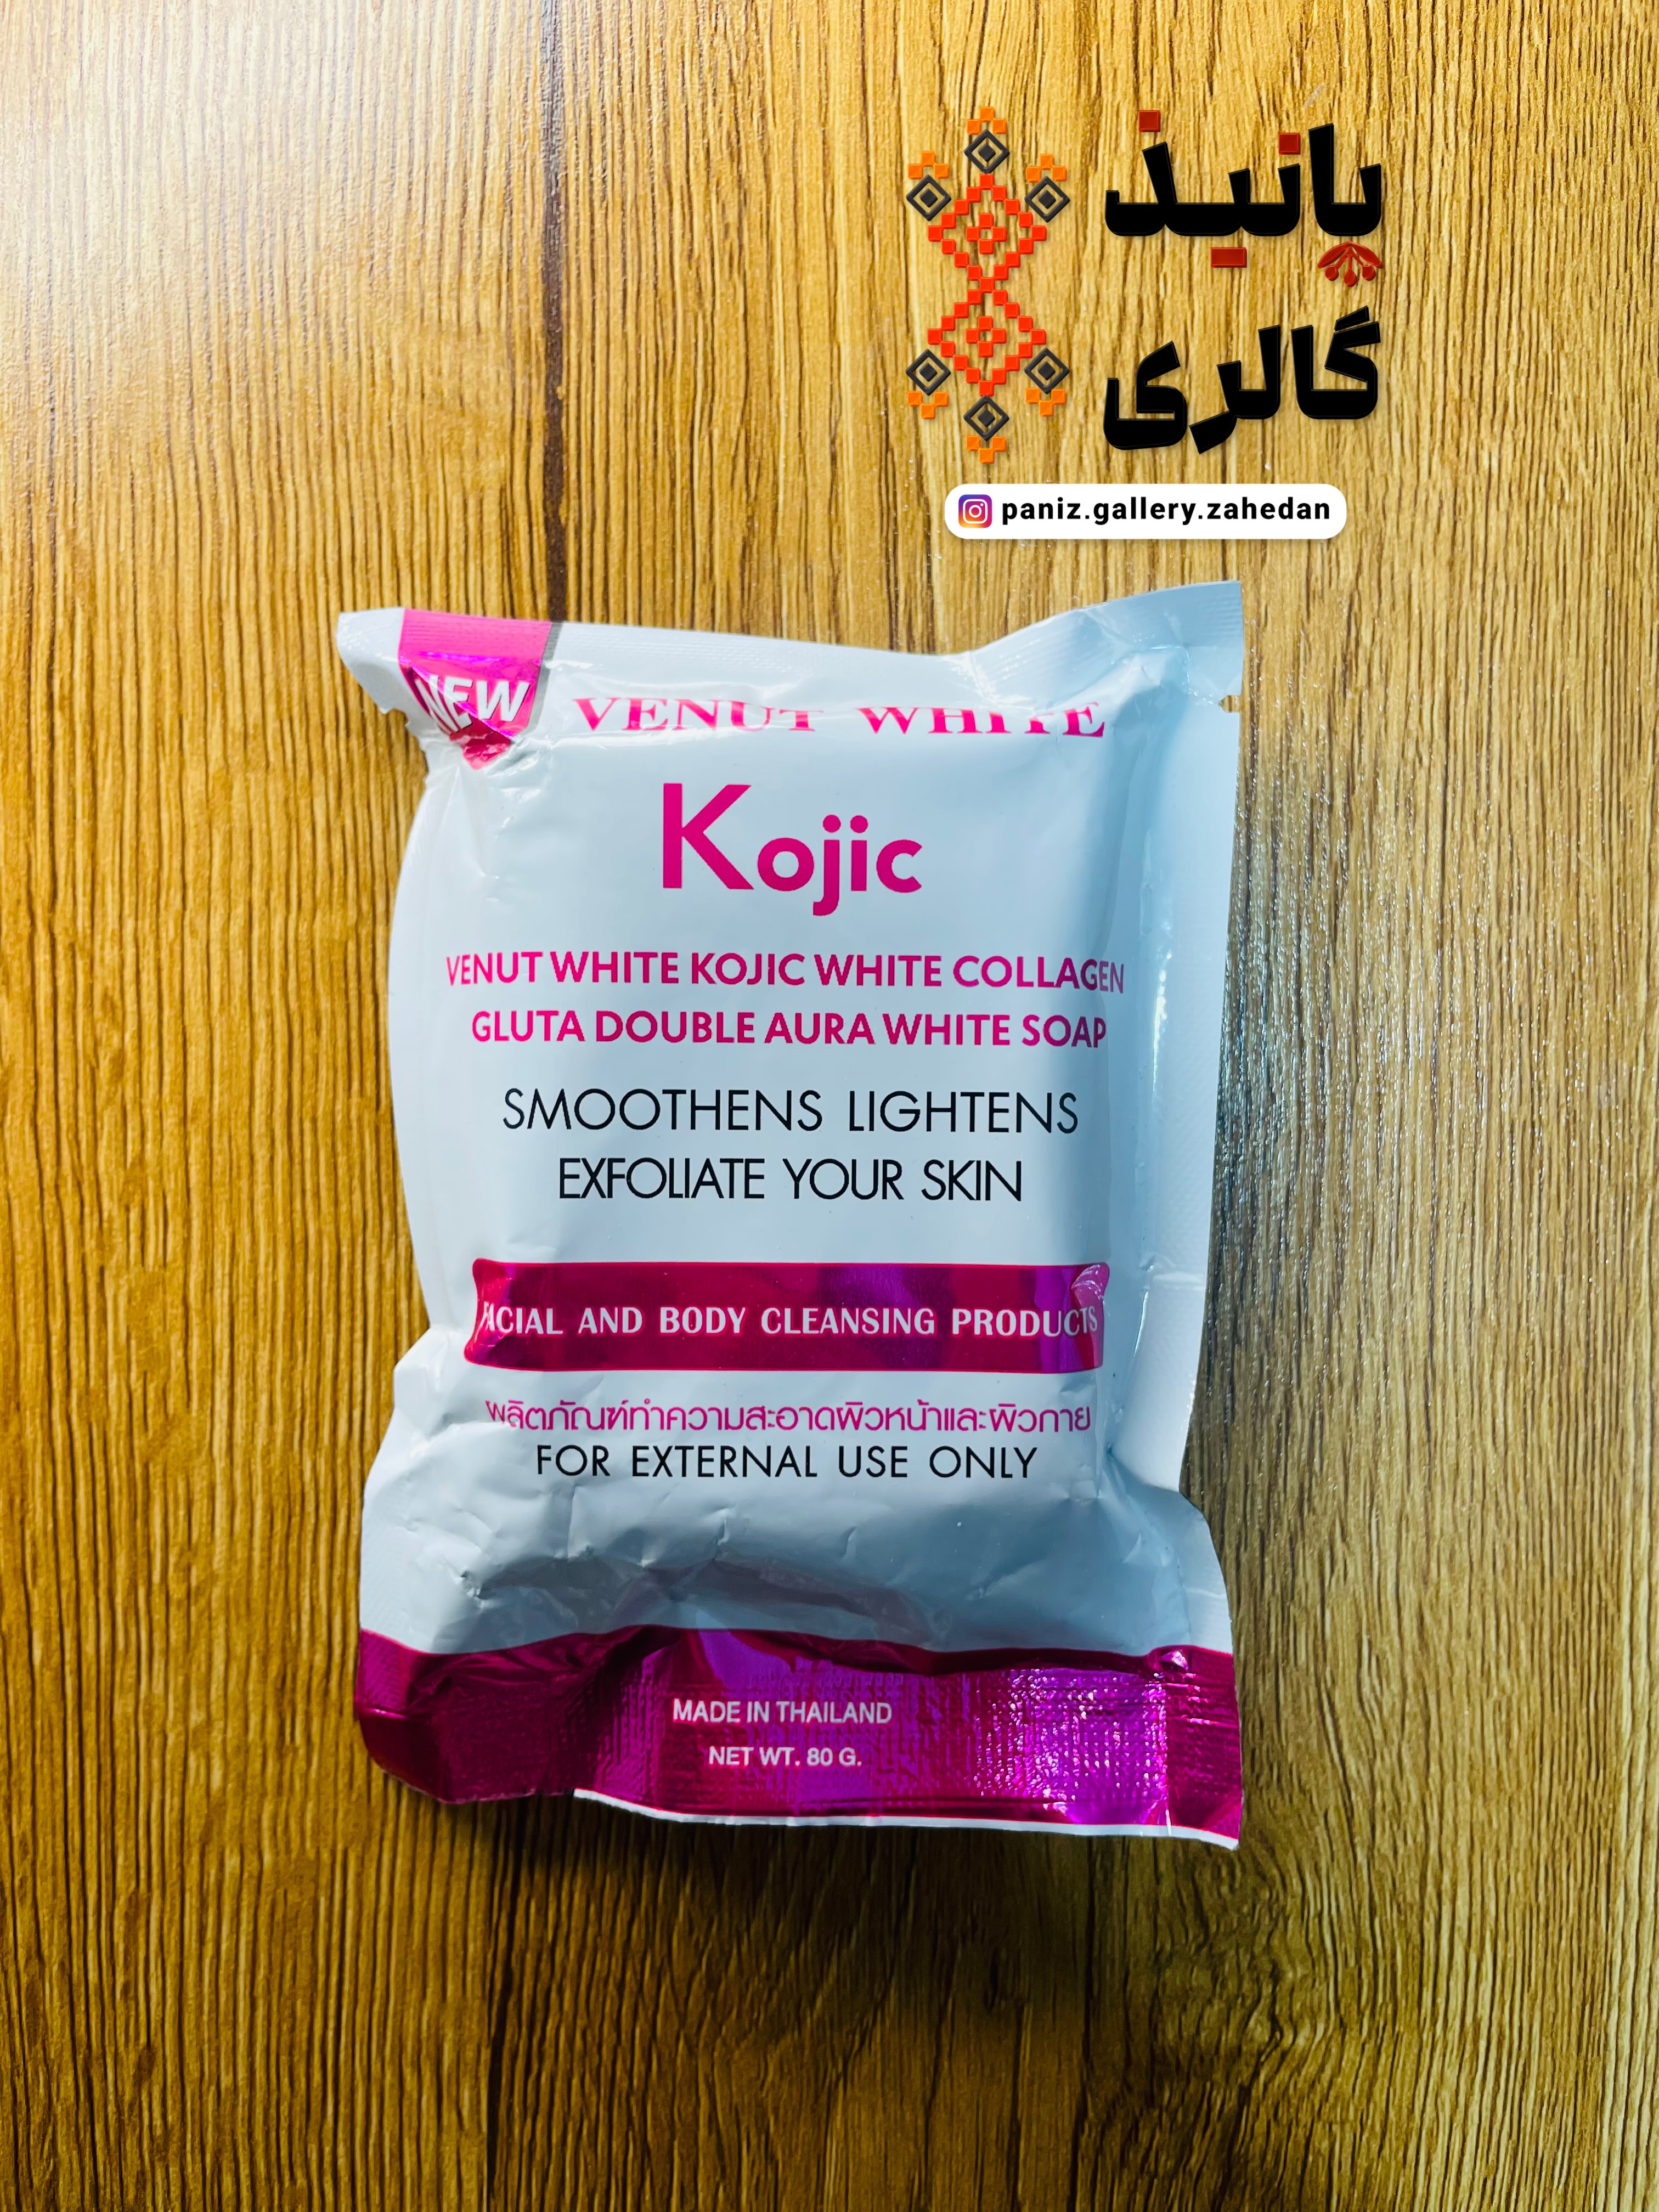 پانیذ
گالری
paniz.gallery.zahedan
NEW
VENUT WHITE
Kojic
VENUT WHITE KOJIC WHITE COLLAGEN
GLUTA DOUBLE AURA WHITE SOAP
SMOOTHENS LIGHTENS
EXFOLIATE YOUR SKIN
FACIAL AND BODY CLEANSING PRODUCTS
ผลิตภัณฑ์ทำความสะอาดผิวหน้าและผิวกาย
FOR EXTERNAL USE ONLY
MADE IN THAILAND
NET WT. 80 G.